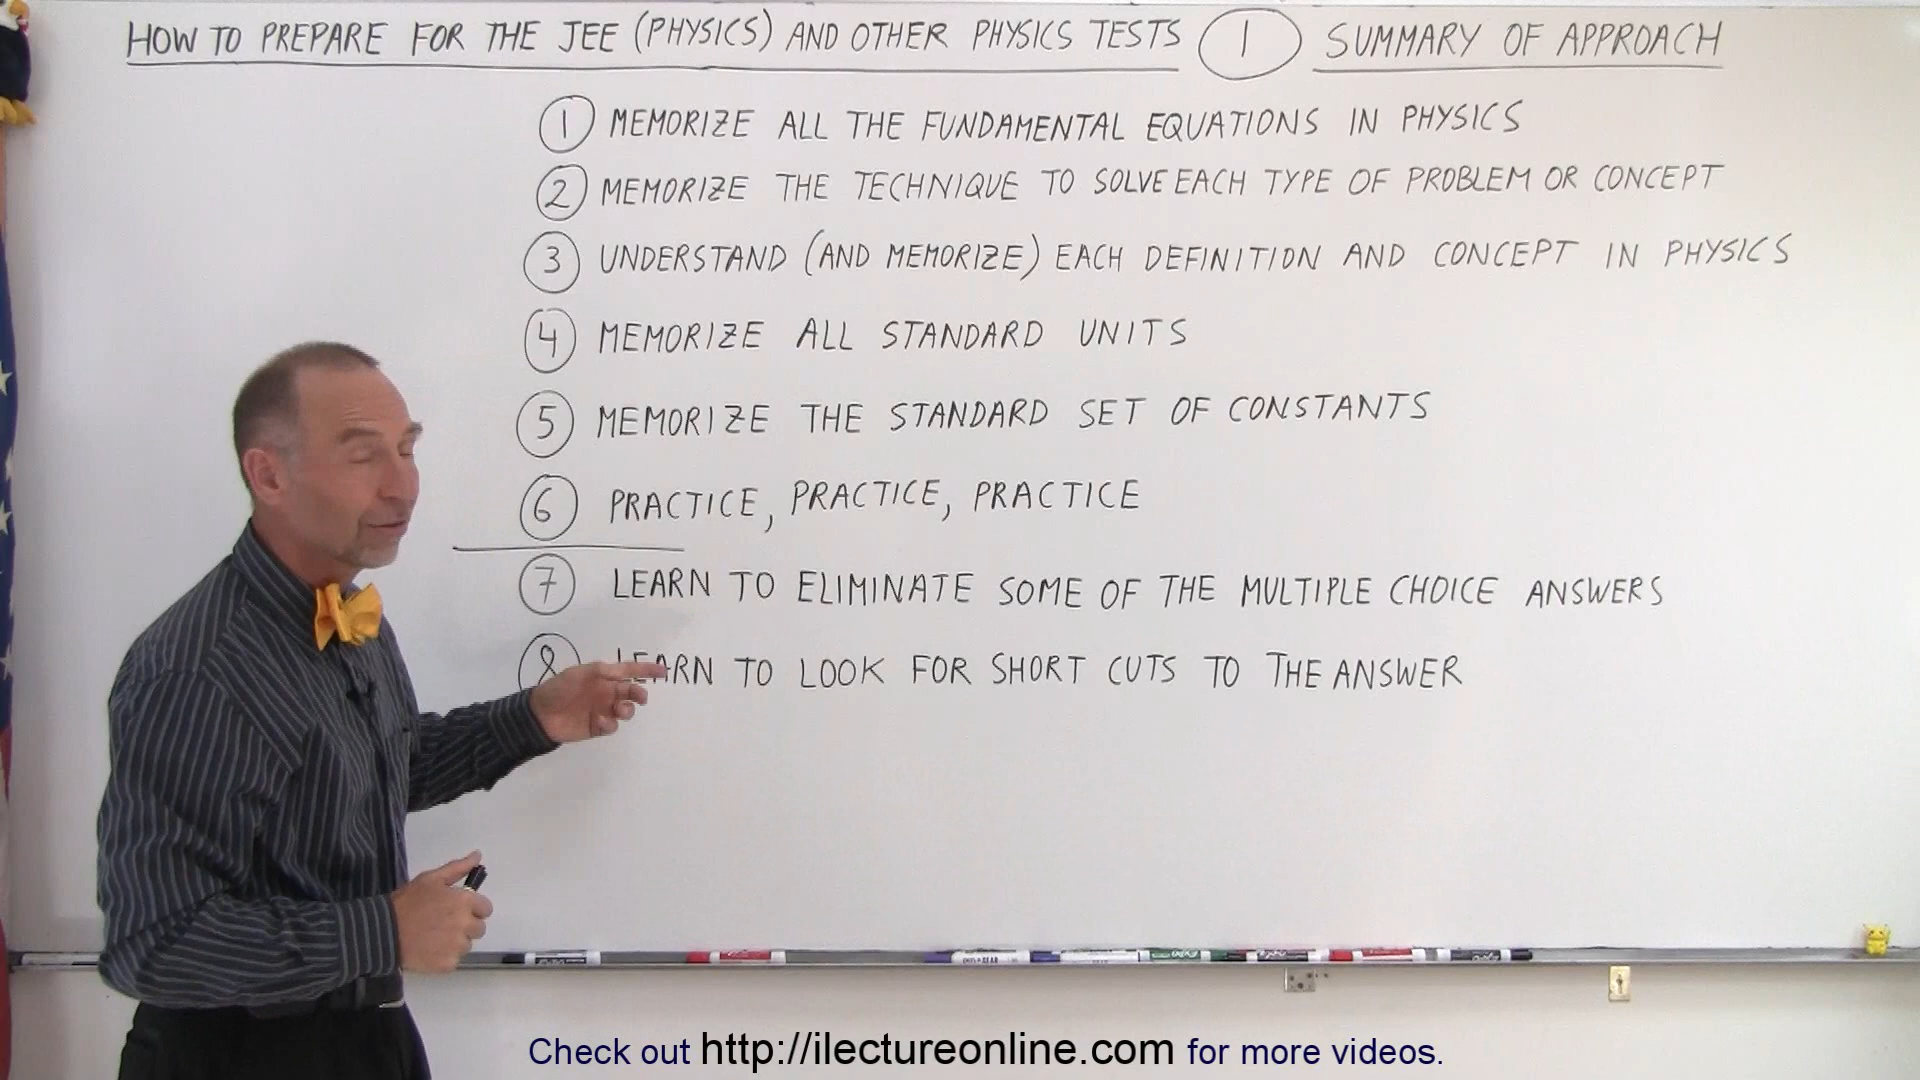 HOW TO PREPARE FOR THE JEE (PHYSICS) AND OTHER PHYSICS TESTS 1 SUMMARY OF APPROACH
1 MEMORIZE ALL THE FUNDAMENTAL EQUATIONS IN PHYSICS
2 MEMORIZE THE TECHNIQUE TO SOLVE EACH TYPE OF PROBLEM OR CONCEPT
3 UNDERSTAND (AND MEMORIZE) EACH DEFINITION AND CONCEPT IN PHYSICS
4 MEMORIZE ALL STANDARD UNITS
5 MEMORIZE THE STANDARD SET OF CONSTANTS
6 PRACTICE, PRACTICE, PRACTICE
7 LEARN TO ELIMINATE SOME OF THE MULTIPLE CHOICE ANSWERS
8 LEARN TO LOOK FOR SHORT CUTS TO THE ANSWER
Check out http://ilectureonline.com for more videos.